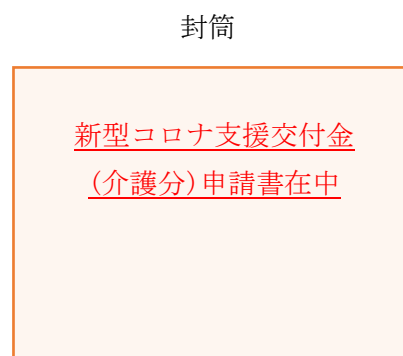 封筒
新型コロナ支援交付金
(介護分)申請書在中